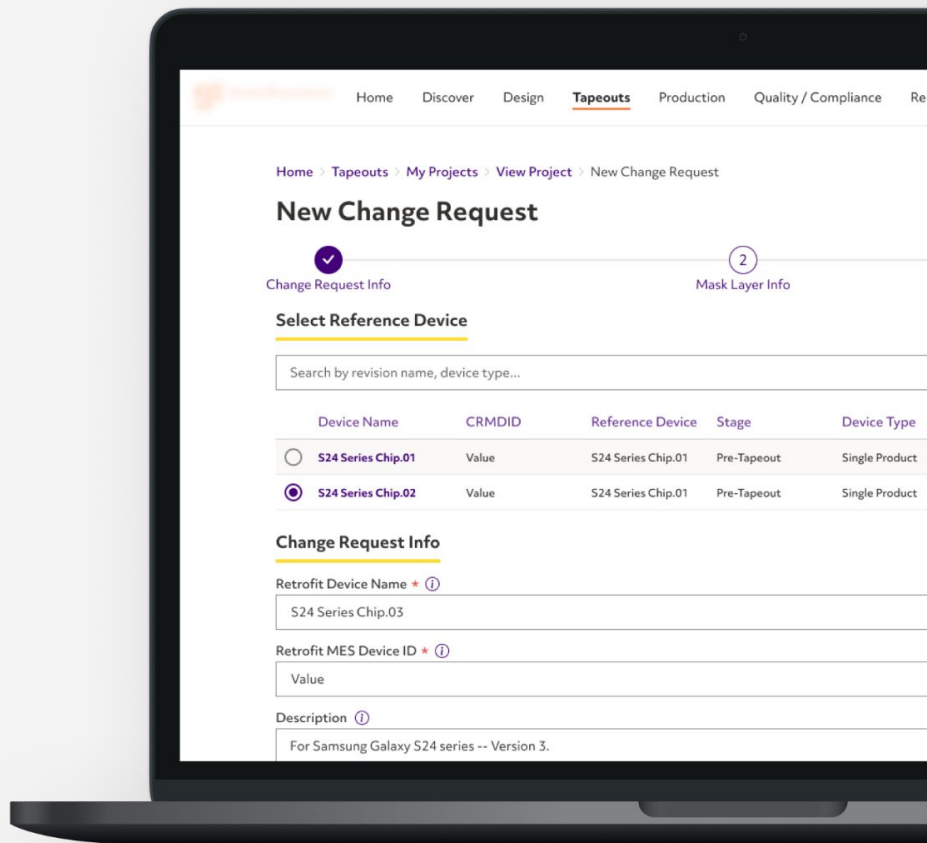 Home Discover Design Tapeouts Production Quality / Compliance Re
Home > Tapeouts > My Projects > View Project > New Change Request
New Change Request
2
Change Request Info Mask Layer Info
Select Reference Device
Search by revision name, device type...
Device Name CRMDID Reference Device Stage Device Type
S24 Series Chip.01 Value S24 Series Chip.01 Pre-Tapeout Single Product
S24 Series Chip.02 Value S24 Series Chip.01 Pre-Tapeout Single Product
Change Request Info
Retrofit Device Name * i
S24 Series Chip.03
Retrofit MES Device ID * i
Value
Description i
For Samsung Galaxy S24 series -- Version 3.